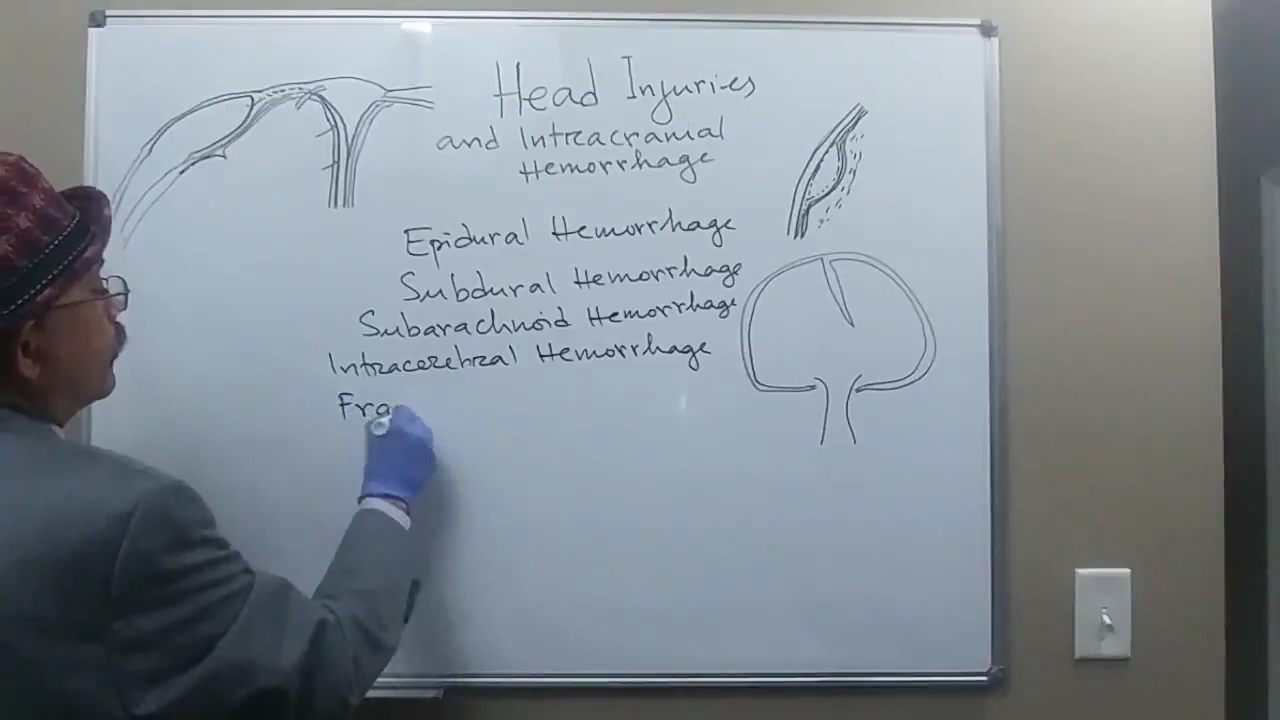 Head Injuries
and Intracranial
Hemorrhage
Epidural Hemorrhage
Subdural Hemorrhage
Subarachnoid Hemorrhage
Intracerebral Hemorrhage
Fra